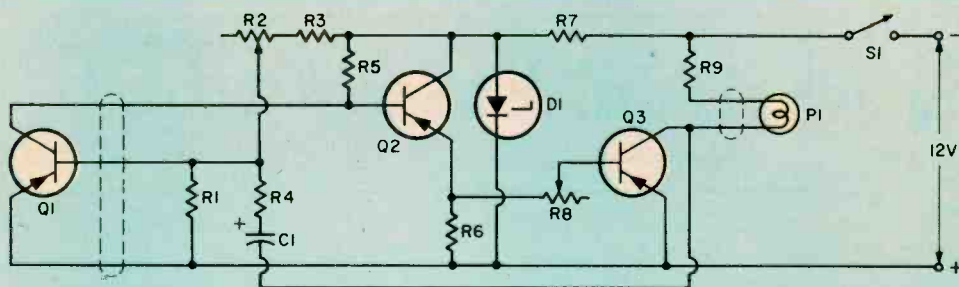 R2
R3
R7
S1
−
R5
R9
D1
P1
Q3
Q2
12V
Q1
R1
R4
R8
+
C1
R6
+